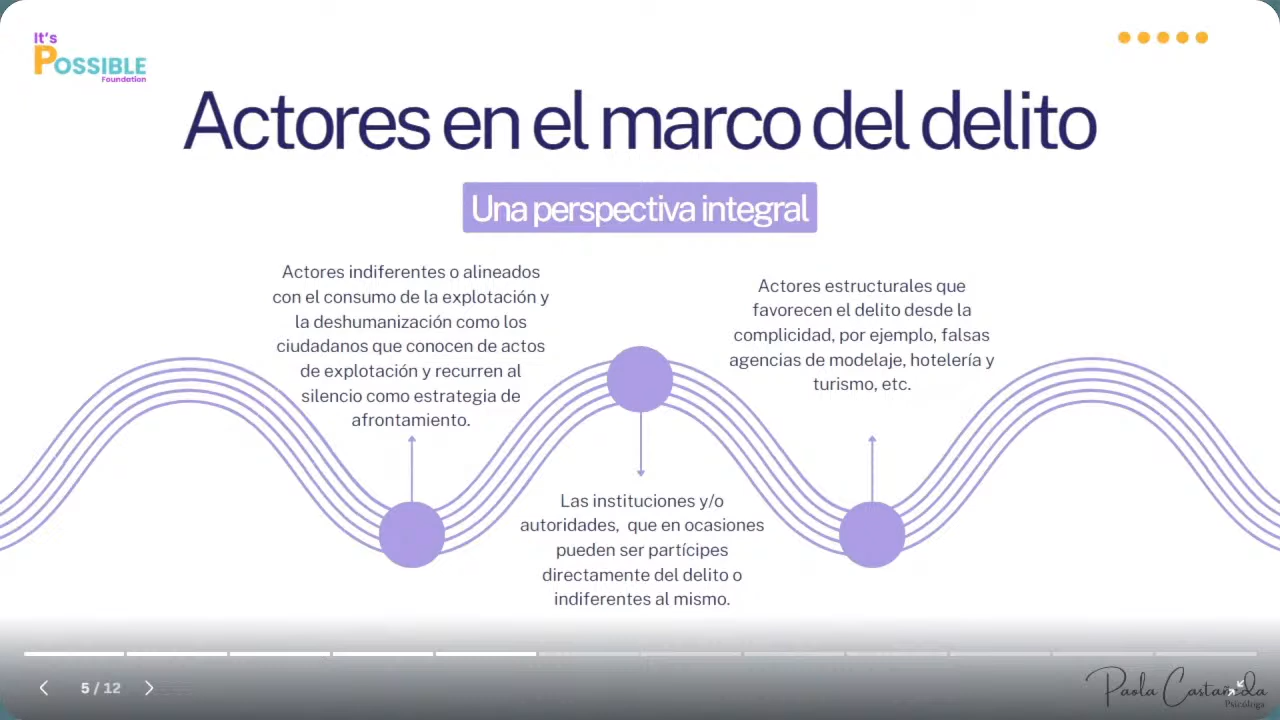 It's
POSSIBLE
Foundation
Actores en el marco del delito
Una perspectiva integral
Actores indiferentes o alineados
con el consumo de la explotación y
la deshumanización como los
ciudadanos que conocen de actos
de explotación y recurren al
silencio como estrategia de
afrontamiento.
Las instituciones y/o
autoridades, que en ocasiones
pueden ser partícipes
directamente del delito o
indiferentes al mismo.
Actores estructurales que
favorecen el delito desde la
complicidad, por ejemplo, falsas
agencias de modelaje, hotelería y
turismo, etc.
5 / 12
Paola Castañeda
Psicóloga